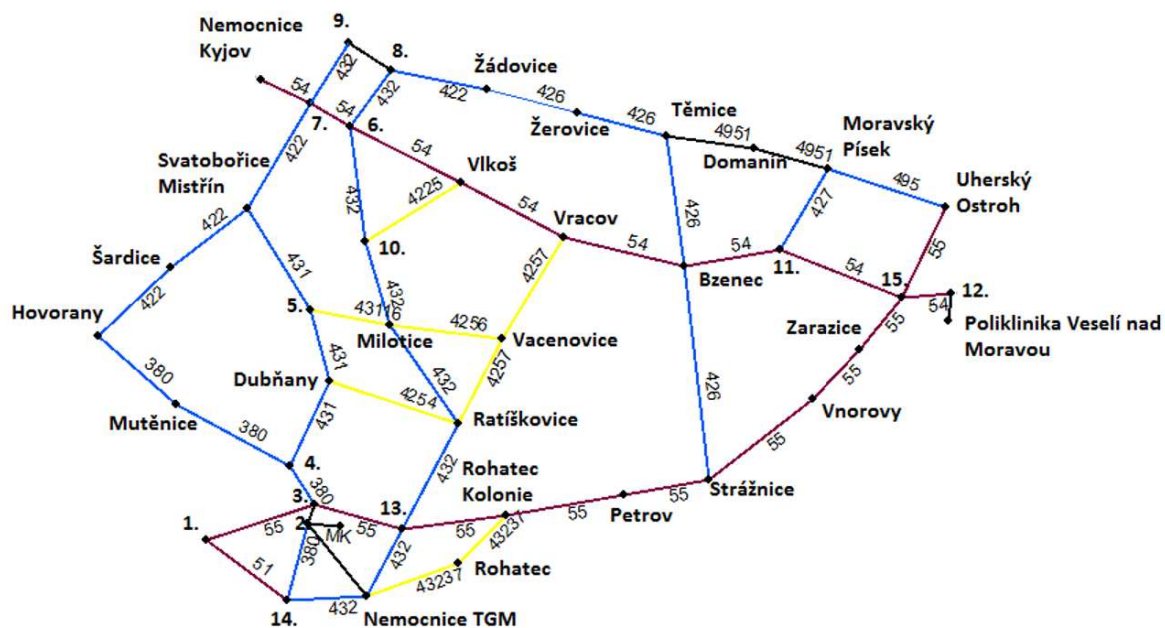 Nemocnice
Kyjov
9.
8.
432
54
54
432
7.
6.
Žádovice
422
426
Žerovice
426
Těmice
4951
Domanín
4951
Moravský
Písek
495
427
Uherský
Ostroh
55
Svatobořice
Mistřín
422
54
Vlkoš
4225
432
10.
54
Vracov
54
426
Bzenec
54
11.
54
15.
12.
54
Poliklinika Veselí nad
Moravou
Šardice
422
422
Hovorany
431
5.
43116
432
Milotice
4256
Vacenovice
4257
4257
Zarazice
55
55
Vnorovy
55
426
Strážnice
380
Mutěnice
380
Dubňany
431
431
4254
432
Ratíškovice
432
4.
380
3.
55
1.
55
13.
2.
MK
380
51
14.
432
432
Nemocnice TGM
Rohatec
Kolonie
55
55
Petrov
55
43237
43237
Rohatec